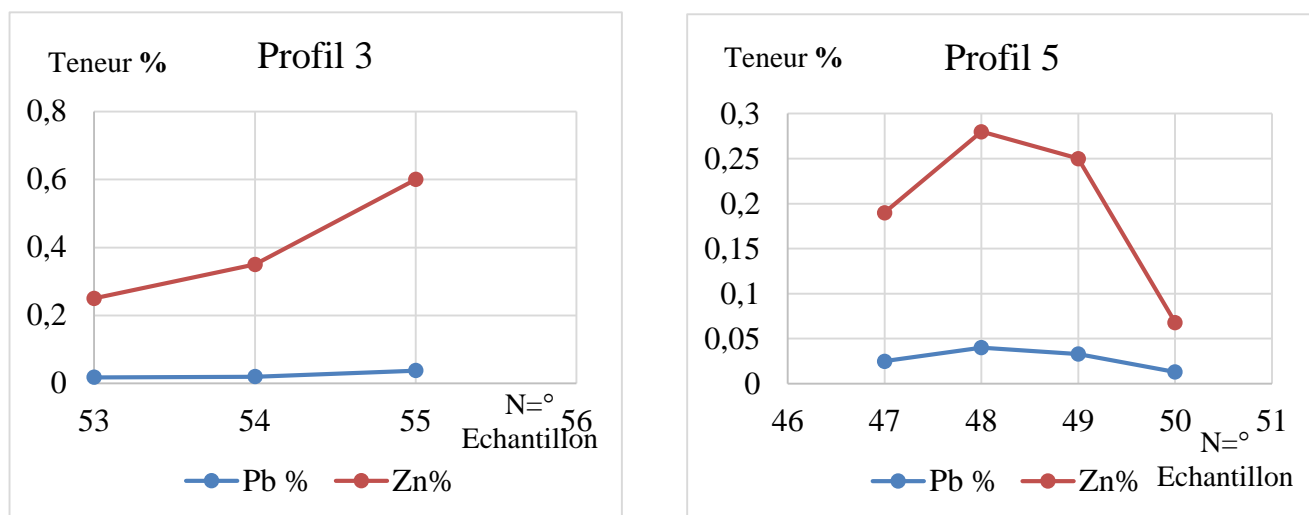 Teneur %
Profil 3
0,8
0,6
0,4
0,2
0
53
54
55
56
N=°
Echantillon
Pb %
Zn%
Teneur %
Profil 5
0,3
0,25
0,2
0,15
0,1
0,05
0
46
47
48
49
50
51
N=°
Echantillon
Pb %
Zn%